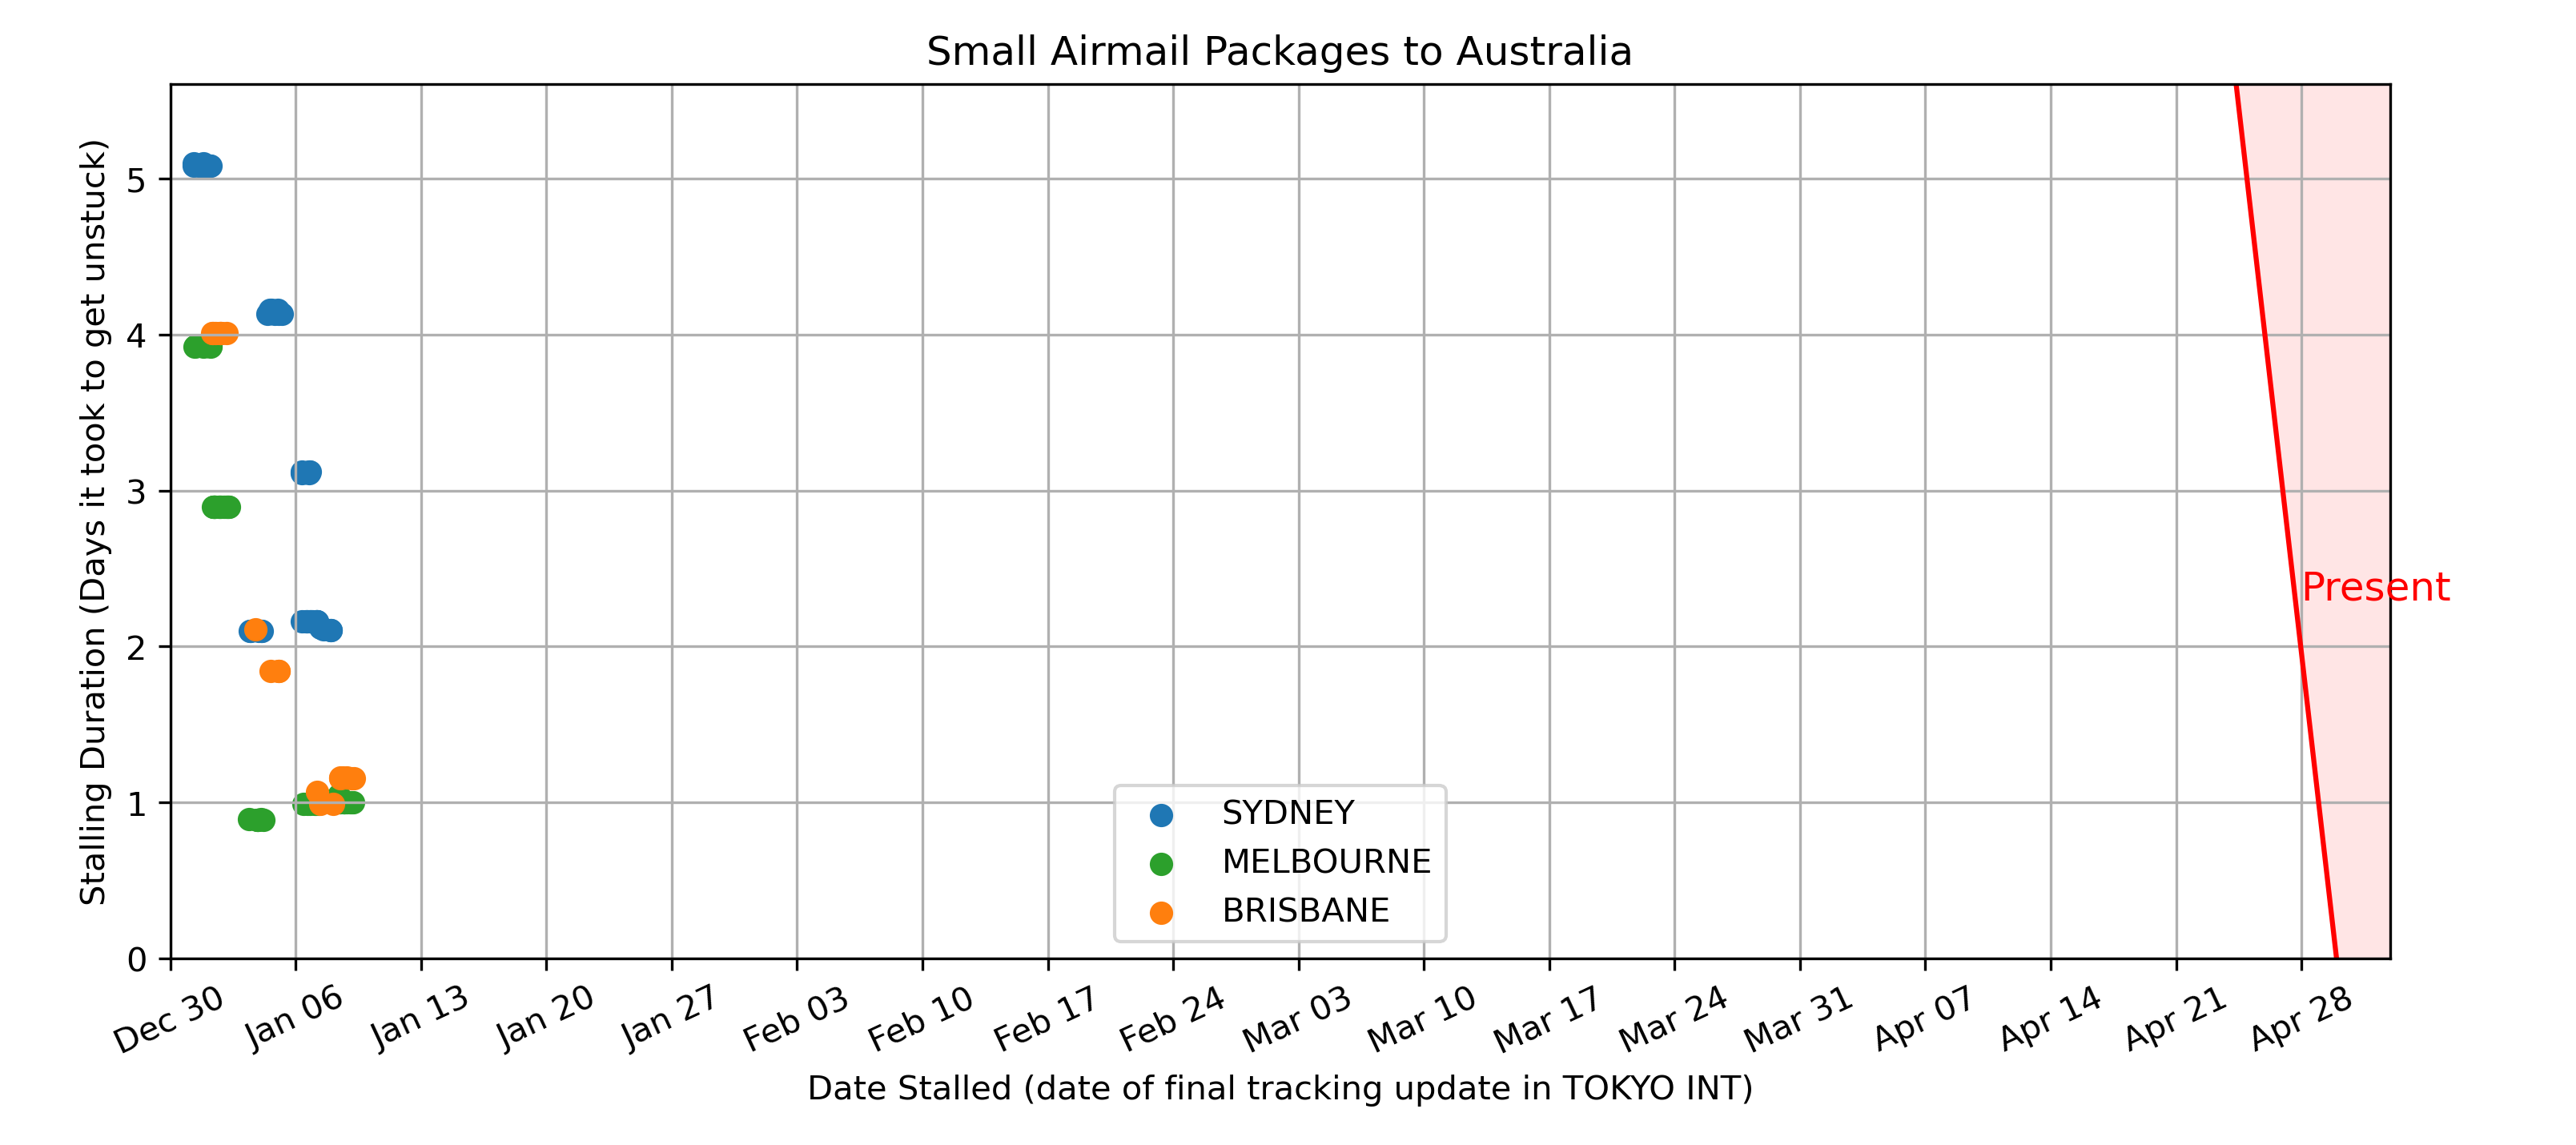 Small Airmail Packages to Australia
Stalling Duration (Days it took to get unstuck)
5
4
3
2
1
0
Present
SYDNEY
MELBOURNE
BRISBANE
Dec 30
Jan 06
Jan 13
Jan 20
Jan 27
Feb 03
Feb 10
Feb 17
Feb 24
Mar 03
Mar 10
Mar 17
Mar 24
Mar 31
Apr 07
Apr 14
Apr 21
Apr 28
Date Stalled (date of final tracking update in TOKYO INT)